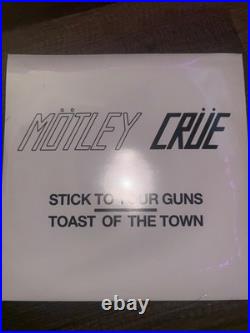 MÖTLEY CRÜE
STICK TO YOUR GUNS
TOAST OF THE TOWN